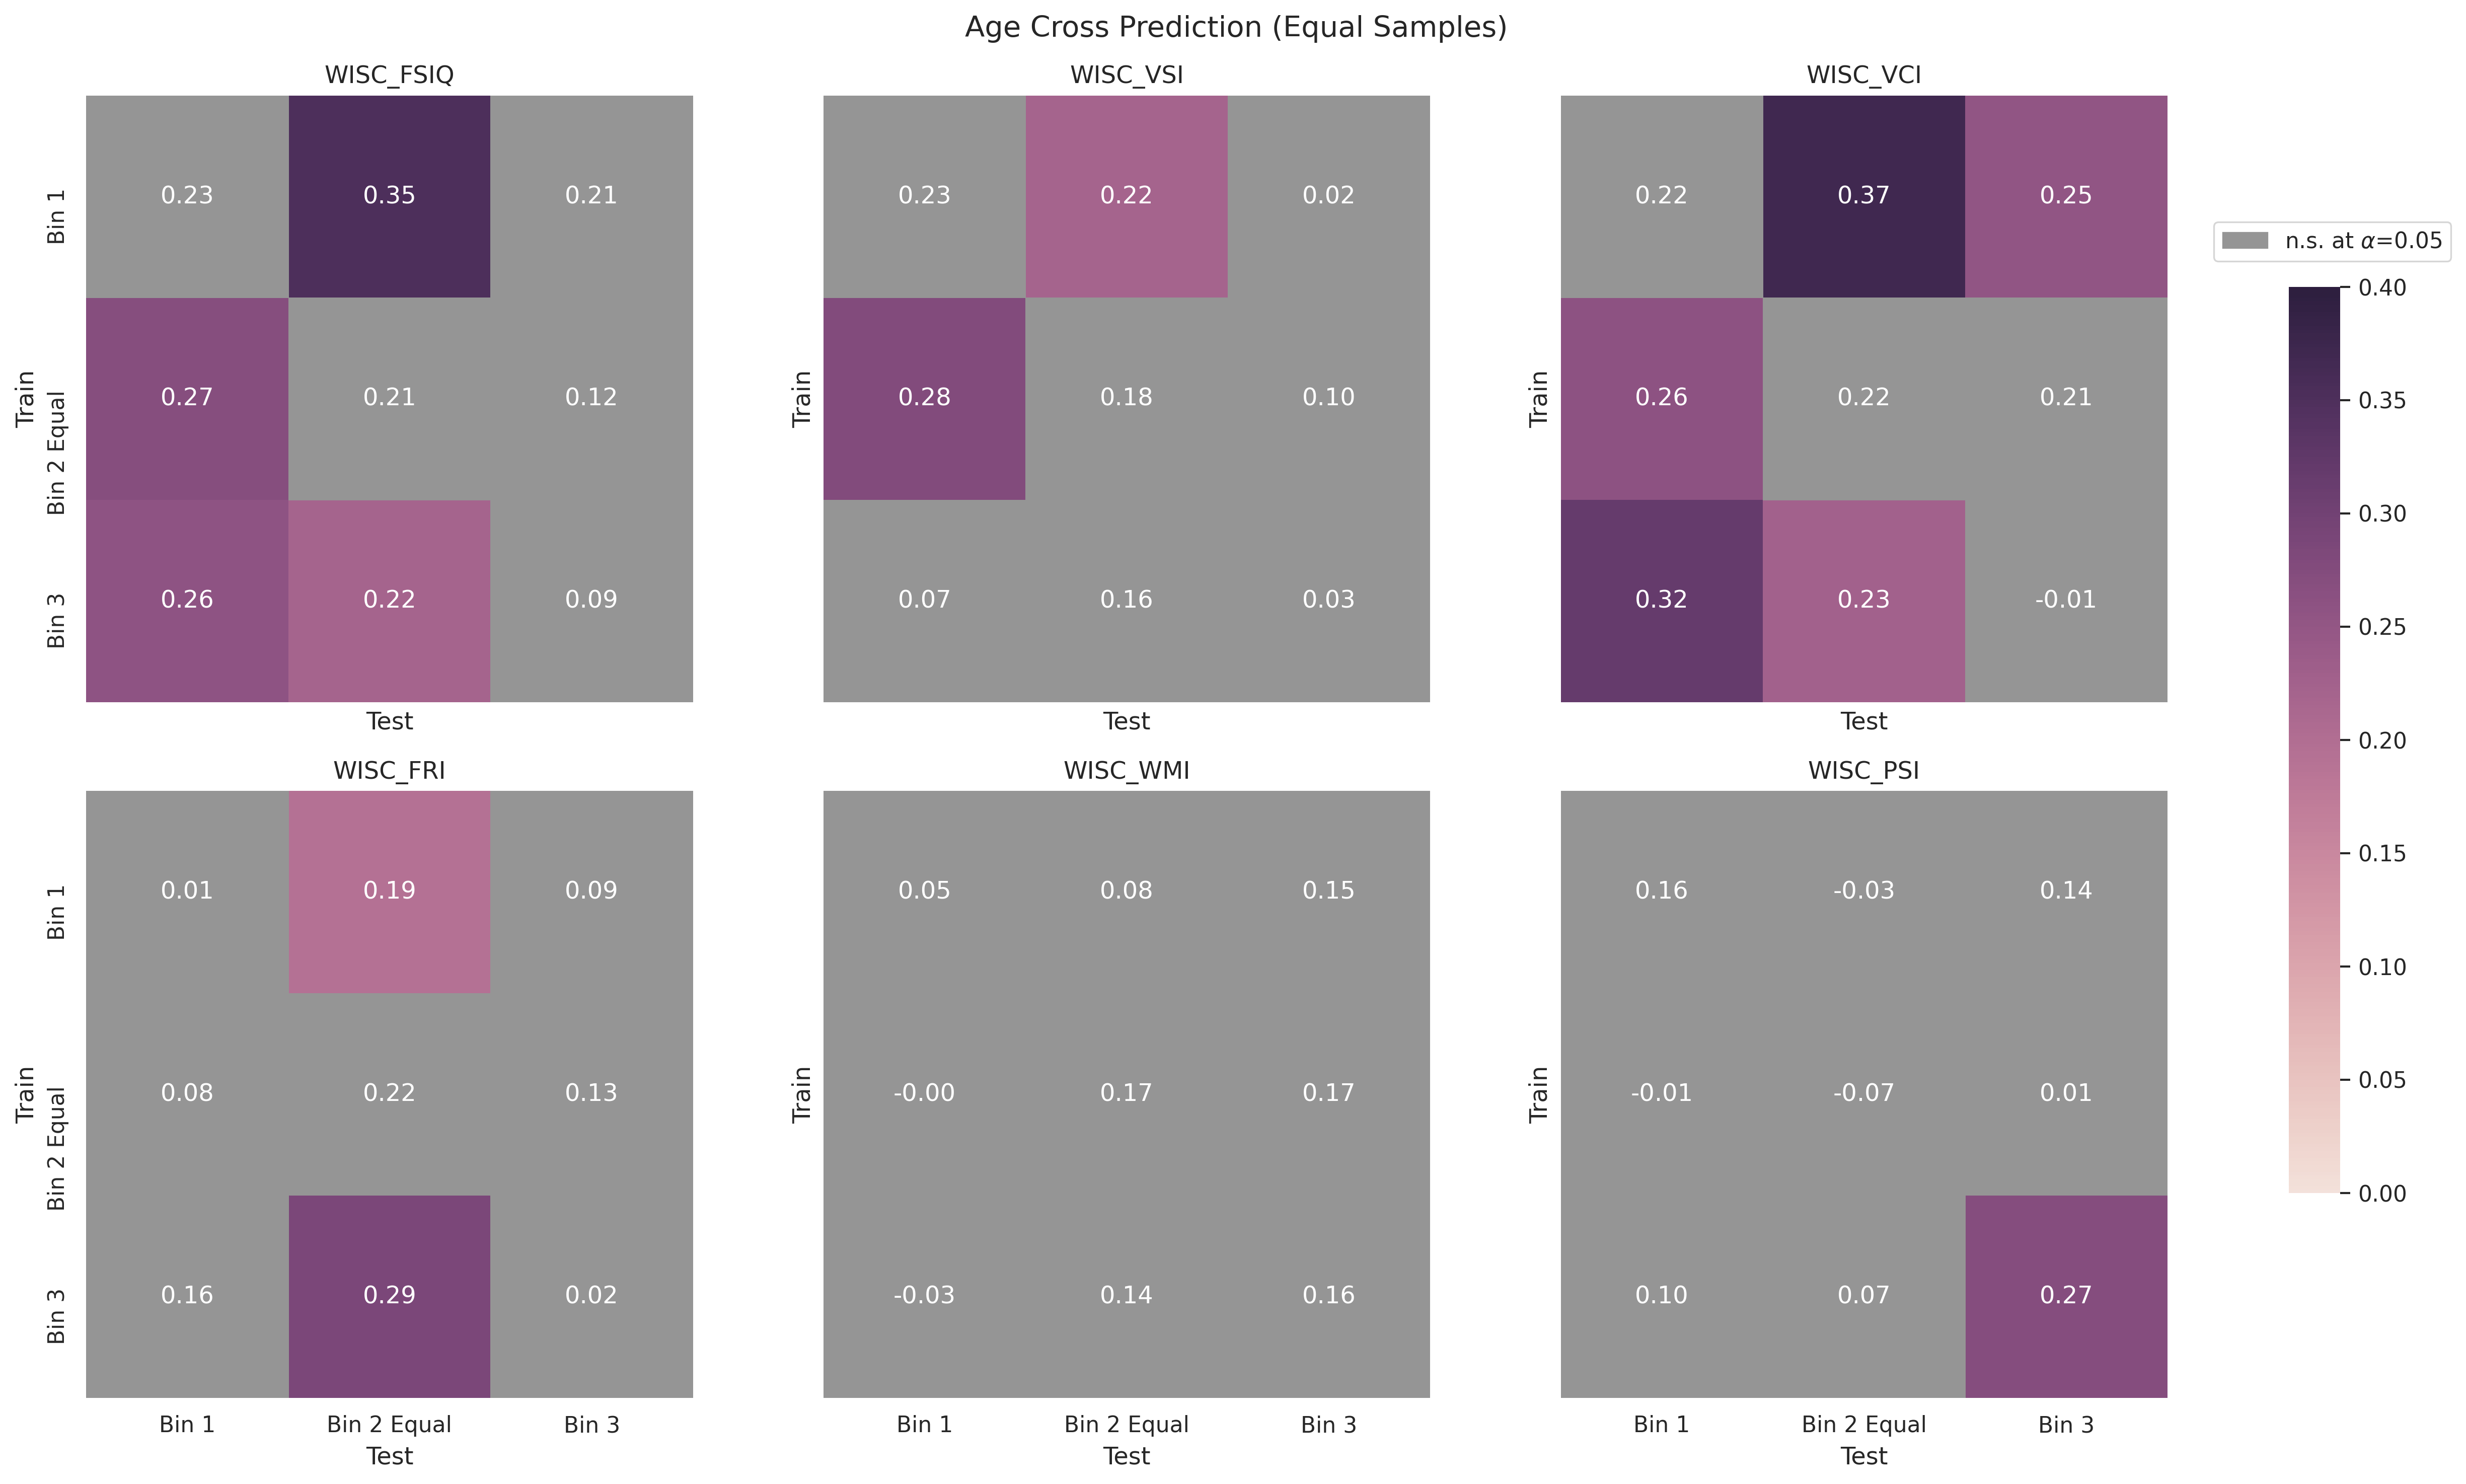 Age Cross Prediction (Equal Samples)
WISC_FSIQ
WISC_VSI
WISC_VCI
Train
Bin 1
Bin 2 Equal
Bin 3
0.23 0.35 0.21
0.27 0.21 0.12
0.26 0.22 0.09
Test
Train
0.23 0.22 0.02
0.28 0.18 0.10
0.07 0.16 0.03
Test
Train
0.22 0.37 0.25
0.26 0.22 0.21
0.32 0.23 -0.01
Test
n.s. at α=0.05
0.40
0.35
0.30
0.25
0.20
0.15
0.10
0.05
0.00
WISC_FRI
WISC_WMI
WISC_PSI
Train
Bin 1
Bin 2 Equal
Bin 3
0.01 0.19 0.09
0.08 0.22 0.13
0.16 0.29 0.02
Bin 1 Bin 2 Equal Bin 3
Test
Train
0.05 0.08 0.15
-0.00 0.17 0.17
-0.03 0.14 0.16
Bin 1 Bin 2 Equal Bin 3
Test
Train
0.16 -0.03 0.14
-0.01 -0.07 0.01
0.10 0.07 0.27
Bin 1 Bin 2 Equal Bin 3
Test